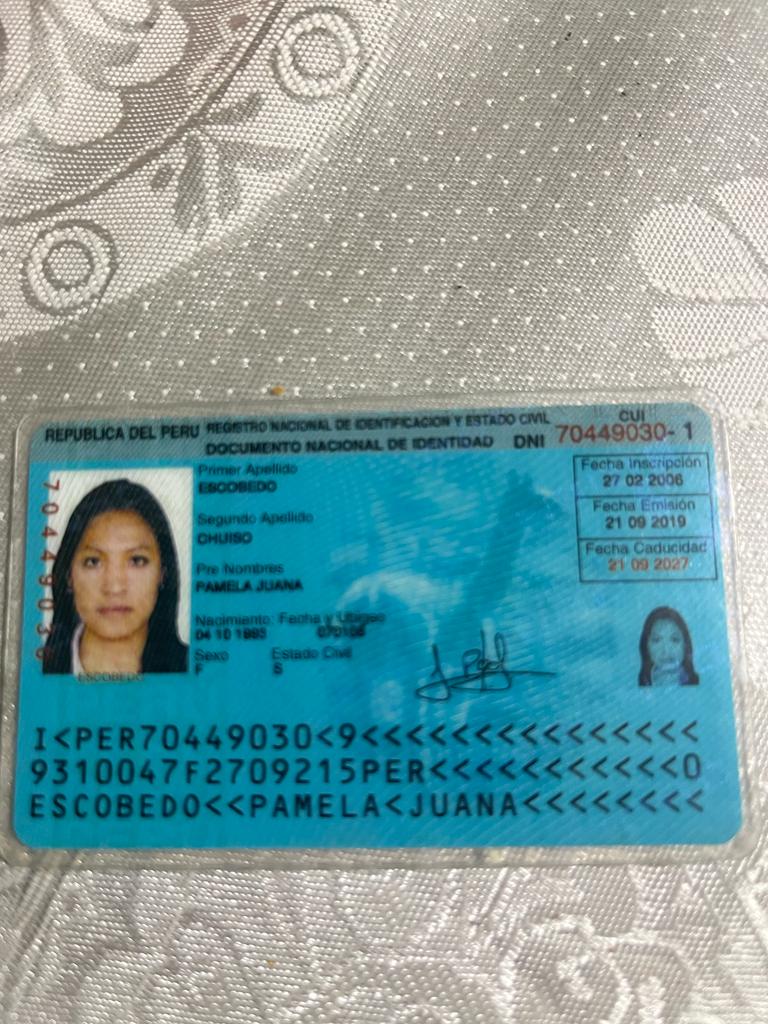 REPUBLICA DEL PERU REGISTRO NACIONAL DE IDENTIFICACION Y ESTADO CIVIL
DOCUMENTO NACIONAL DE IDENTIDAD DNI
CUI
70449030-1
Primer Apellido
ESCOBEDO
Segundo Apellido
CHUISO
Pre Nombres
PAMELA JUANA
Nacimiento: Fecha y Ubigeo
04 10 1993
Sexo Estado Civil
F S
Fecha Inscripción
27 02 2006
Fecha Emisión
21 09 2019
Fecha Caducidad
21 09 2027
70449030
ESCOBEDO
I<PER70449030<9<<<<<<<<<<<<<<<
9310047F2709215PER<<<<<<<<<<<0
ESCOBEDO<<PAMELA<JUANA<<<<<<<<